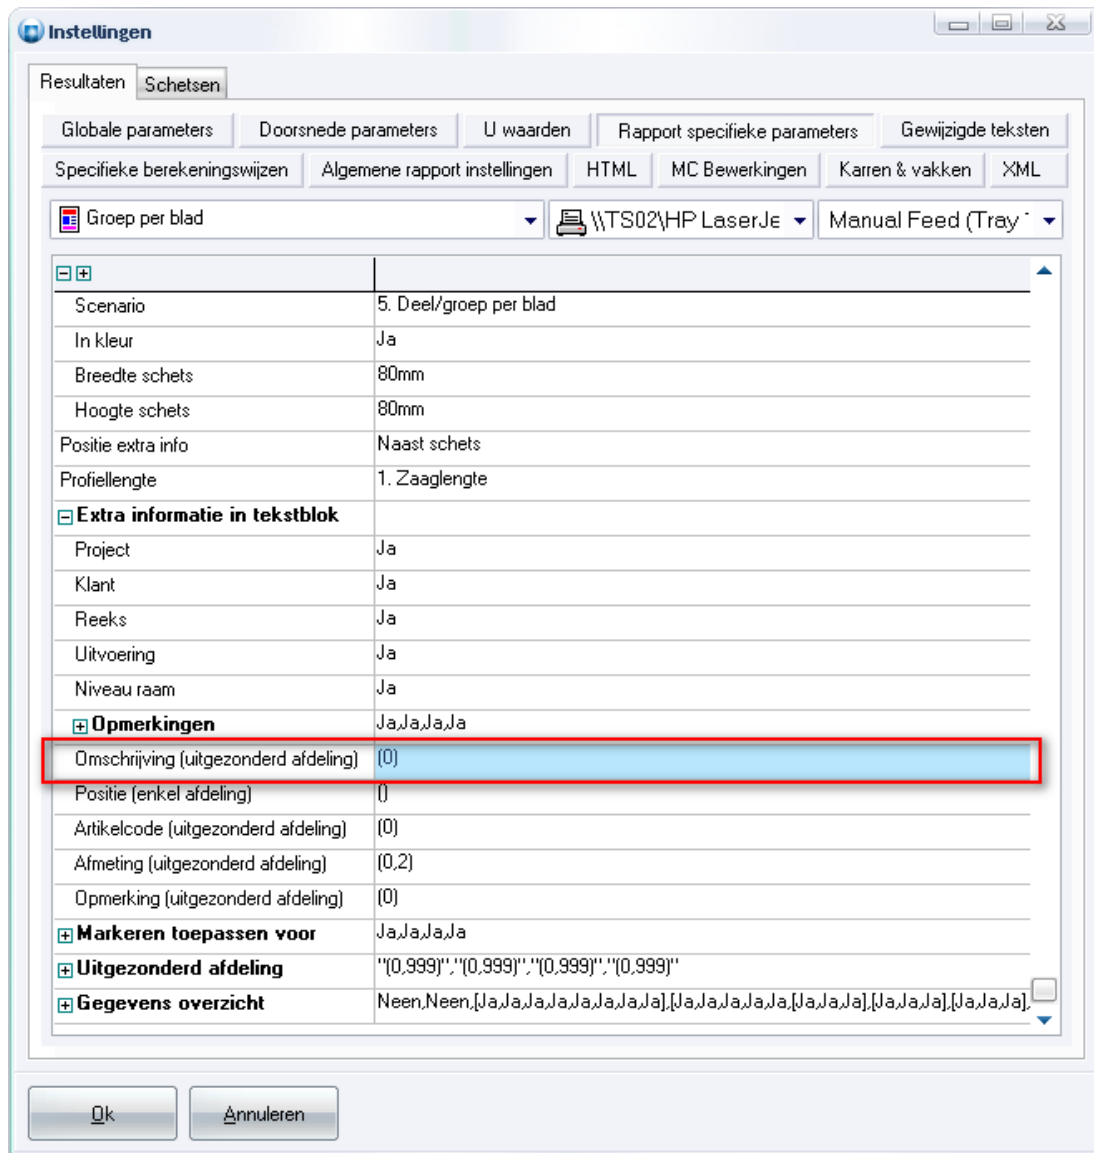 Instellingen
Resultaten Schetsen
Globale parameters Doorsnede parameters U waarden Rapport specifieke parameters Gewijzigde teksten
Specifieke berekeningswijzen Algemene rapport instellingen HTML MC Bewerkingen Karren & vakken XML
Groep per blad \\TS02\HP LaserJe Manual Feed (Tray
Scenario 5. Deel/groep per blad
In kleur Ja
Breedte schets 80mm
Hoogte schets 80mm
Positie extra info Naast schets
Profiellengte 1. Zaaglengte
Extra informatie in tekstblok
Project Ja
Klant Ja
Reeks Ja
Uitvoering Ja
Niveau raam Ja
Opmerkingen Ja,Ja,Ja,Ja
Omschrijving (uitgezonderd afdeling) (0)
Positie (enkel afdeling) ()
Artikelcode (uitgezonderd afdeling) (0)
Afmeting (uitgezonderd afdeling) (0,2)
Opmerking (uitgezonderd afdeling) (0)
Markeren toepassen voor Ja,Ja,Ja,Ja
Uitgezonderd afdeling "(0,999)","(0,999)","(0,999)","(0,999)"
Gegevens overzicht Neen,Neen,[Ja,Ja,Ja,Ja,Ja,Ja,Ja,Ja,Ja],[Ja,Ja,Ja,Ja,Ja,[Ja,Ja,Ja],[Ja,Ja,Ja],[Ja,Ja,Ja],
Ok Annuleren